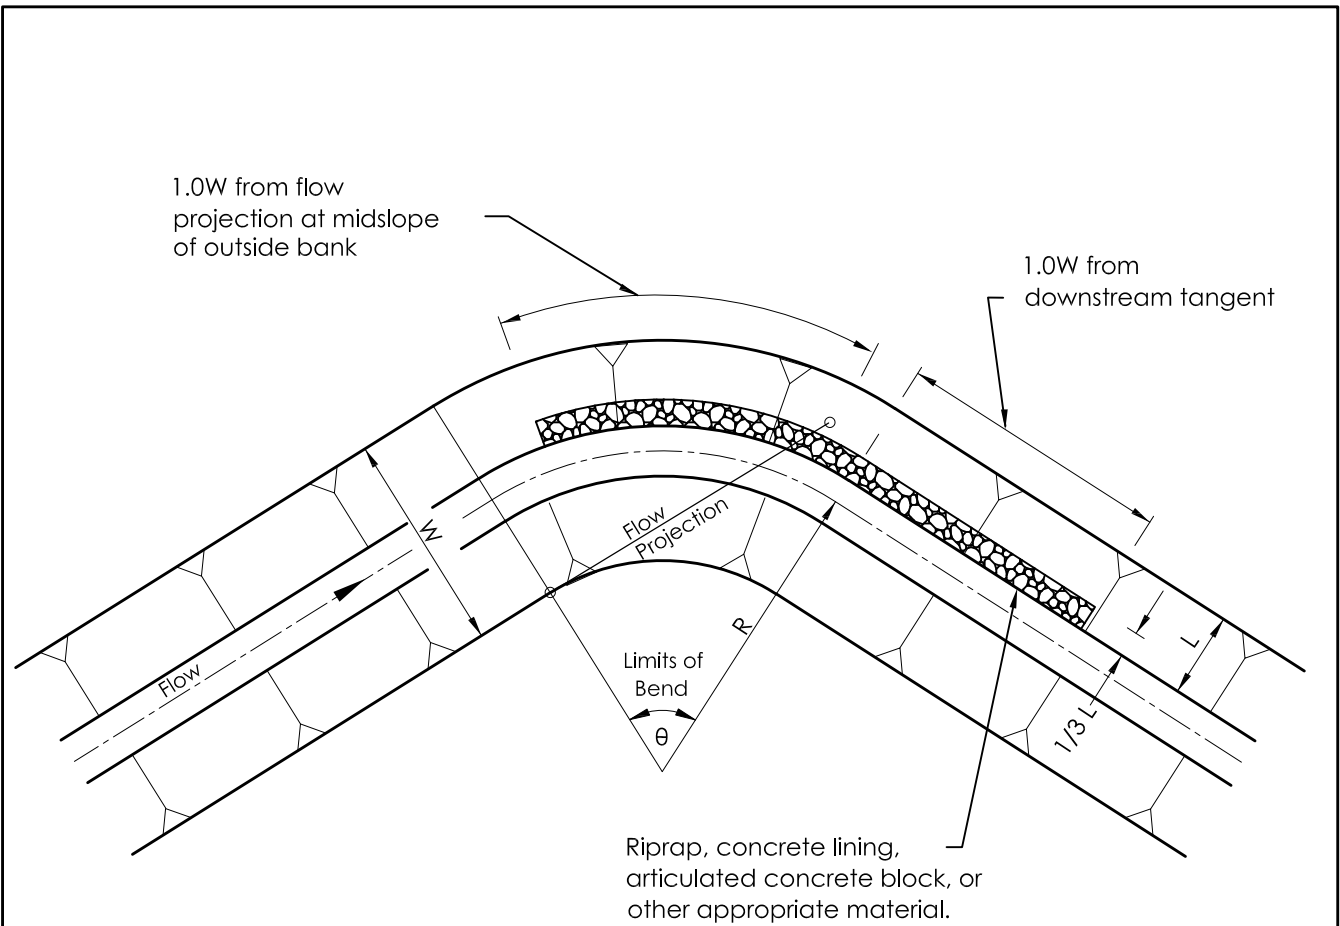 1.0W from flow
projection at midslope
of outside bank
1.0W from
downstream tangent
W
Flow
Projection
Flow
R
Limits of
Bend
θ
L
1/3 L
Riprap, concrete lining,
articulated concrete block, or
other appropriate material.